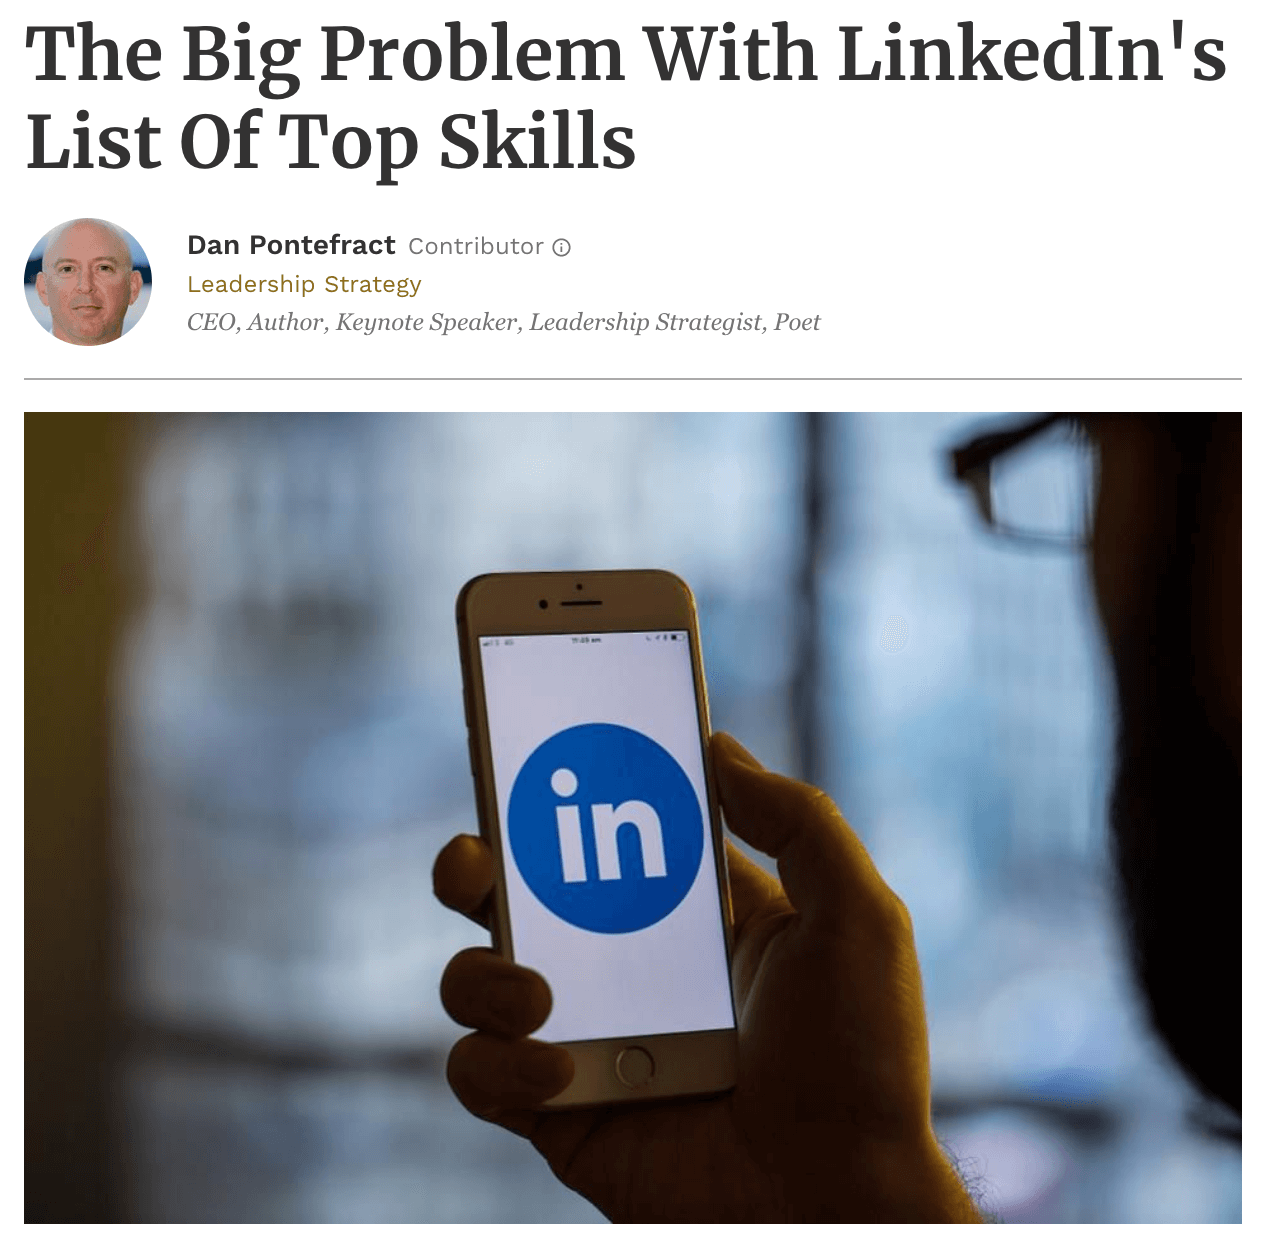 The Big Problem With LinkedIn's
List Of Top Skills
Dan Pontefract Contributor
Leadership Strategy
CEO, Author, Keynote Speaker, Leadership Strategist, Poet
in